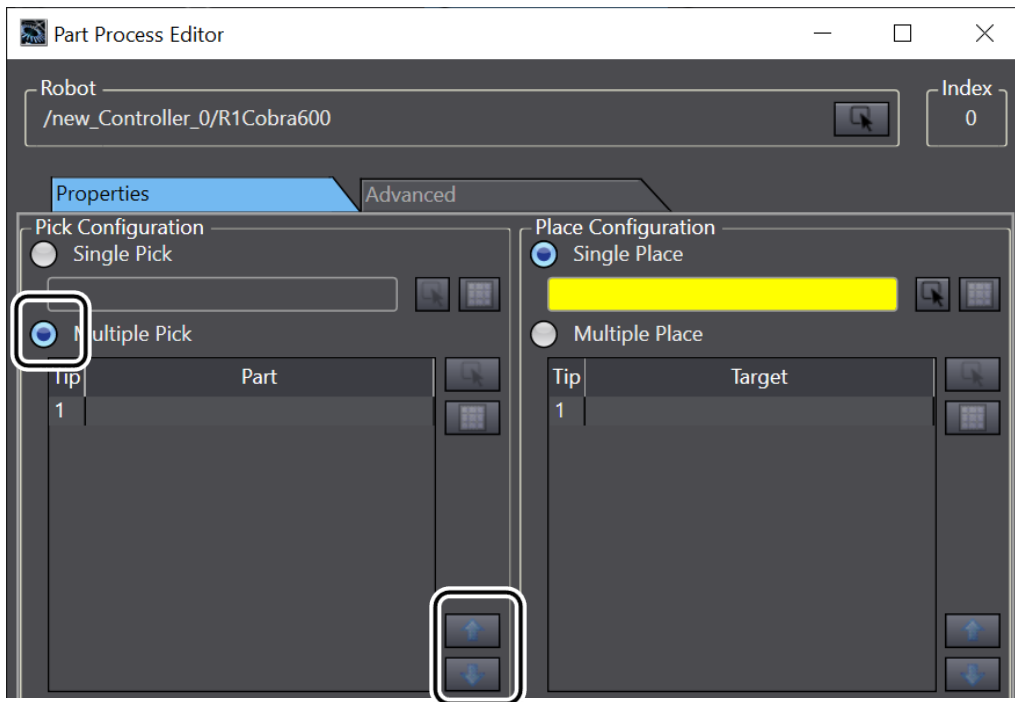 Part Process Editor
Robot
/new_Controller_0/R1Cobra600
Index
0
Properties
Advanced
Pick Configuration
Single Pick
Multiple Pick
Tip Part
1
Place Configuration
Single Place
Multiple Place
Tip Target
1